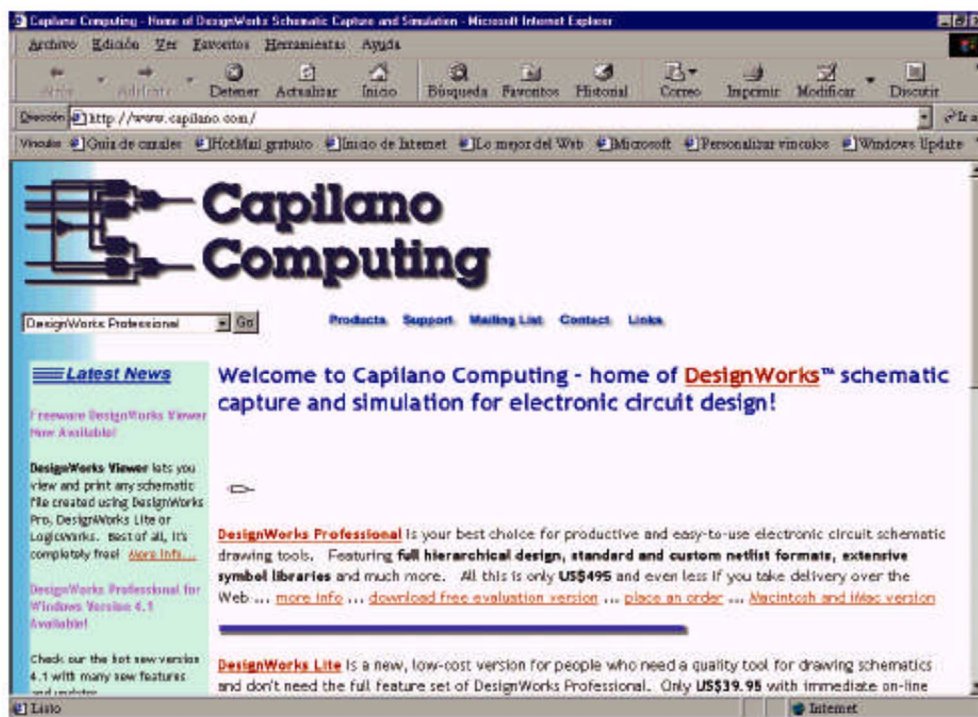 Capilano Computing - Home of DesignWorks Schematic Capture and Simulation - Microsoft Internet Explorer
Archivo Edición Ver Favoritos Herramientas Ayuda
Atrás Adelante Detener Actualizar Inicio Búsqueda Favoritos Historial Correo Imprimir Modificar Discutir
Dirección http://www.capilano.com/ Ir a
Vínculos Guía de canales HotMail gratuito Inicio de Internet Lo mejor del Web Microsoft Personalizar vínculos Windows Update
Capilano
Computing
DesignWorks Professional Go Products Support Mailing List Contact Links
Latest News
Freeware DesignWorks Viewer
Now Available!
DesignWorks Viewer lets you
view and print any schematic
file created using DesignWorks
Pro, DesignWorks Lite or
LogicWorks. Best of all, it's
completely free! More Info...
DesignWorks Professional for
Windows Version 4.1
Available!
Check our the hot new version
4.1 with many new features
and updates
Welcome to Capilano Computing - home of DesignWorks™ schematic
capture and simulation for electronic circuit design!
DesignWorks Professional is your best choice for productive and easy-to-use electronic circuit schematic
drawing tools. Featuring full hierarchical design, standard and custom netlist formats, extensive
symbol libraries and much more. All this is only US$495 and even less if you take delivery over the
Web ... more info ... download free evaluation version ... place an order ... Macintosh and iMac version
DesignWorks Lite is a new, low-cost version for people who need a quality tool for drawing schematics
and don't need the full feature set of DesignWorks Professional. Only US$39.95 with immediate on-line
Listo Internet